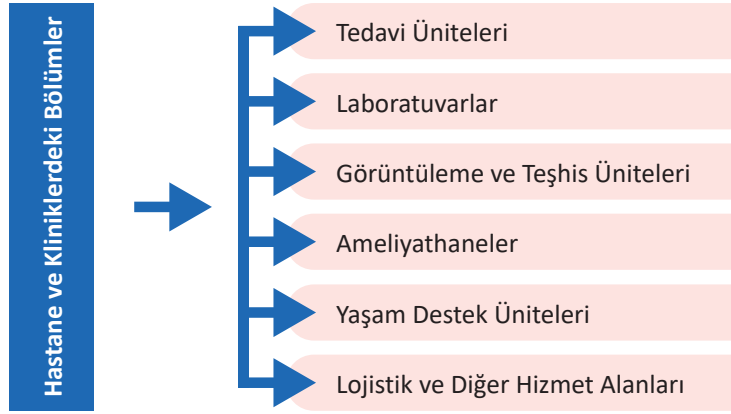 Hastane ve Kliniklerdeki Bölümler
Tedavi Üniteleri
Laboratuvarlar
Görüntüleme ve Teşhis Üniteleri
Ameliyathaneler
Yaşam Destek Üniteleri
Lojistik ve Diğer Hizmet Alanları